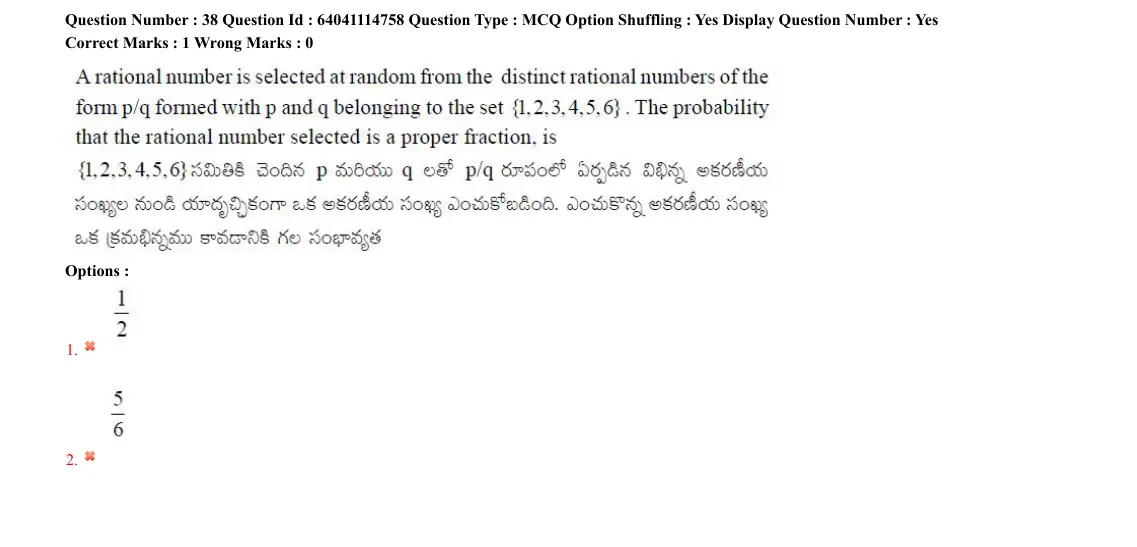 Question Number : 38 Question Id : 64041114758 Question Type : MCQ Option Shuffling : Yes Display Question Number : Yes
Correct Marks : 1 Wrong Marks : 0
A rational number is selected at random from the distinct rational numbers of the
form p/q formed with p and q belonging to the set {1,2,3,4,5,6} . The probability
that the rational number selected is a proper fraction, is
{1,2,3,4,5,6} సమితికి చెందిన p మరియు q లతో p/q రూపంలో ఏర్పడిన విభిన్న అకరణీయ
సంఖ్యల నుండి యాదృచ్ఛికంగా ఒక అకరణీయ సంఖ్య ఎంచుకోబడింది. ఎంచుకొన్న అకరణీయ సంఖ్య
ఒక క్రమభిన్నము కావడానికి గల సంభావ్యత
Options :
1
2
1. ✖
5
6
2. ✖